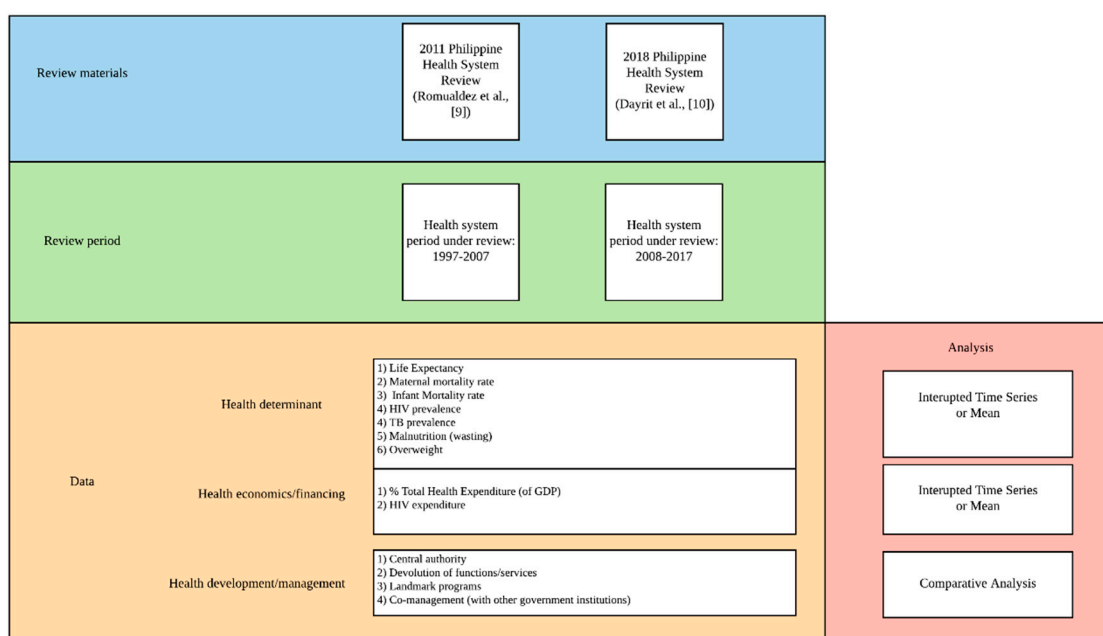 Review materials
2011 Philippine
Health System
Review
(Romualdez et al.,
[9])
2018 Philippine
Health System
Review
(Dayrit et al., [10])
Review period
Health system
period under review:
1997-2007
Health system
period under review:
2008-2017
Data
Health determinant
1) Life Expectancy
2) Maternal mortality rate
3) Infant Mortality rate
4) HIV prevalence
4) TB prevalence
5) Malnutrition (wasting)
6) Overweight
Health economics/financing
1) % Total Health Expenditure (of GDP)
2) HIV expenditure
Health development/management
1) Central authority
2) Devolution of functions/services
3) Landmark programs
4) Co-management (with other government institutions)
Analysis
Interupted Time Series
or Mean
Interupted Time Series
or Mean
Comparative Analysis